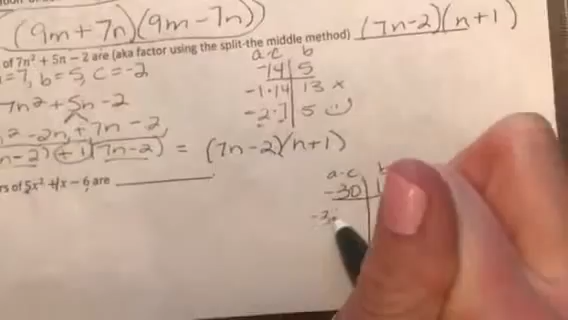 (9m+7n)(9m-7n)
(7n-2)(n+1)
of 7n² + 5n - 2 are (aka factor using the split-the middle method)
a·c b
=7, b=5, c=-2
-14 5
7n² + 5n - 2
-1·14 13 x
-2·7 5
² -2n +7n -2
+1(7n-2) = (7n-2)(n+1)
rs of 5x² + x - 6 are
a·c b
-30 1